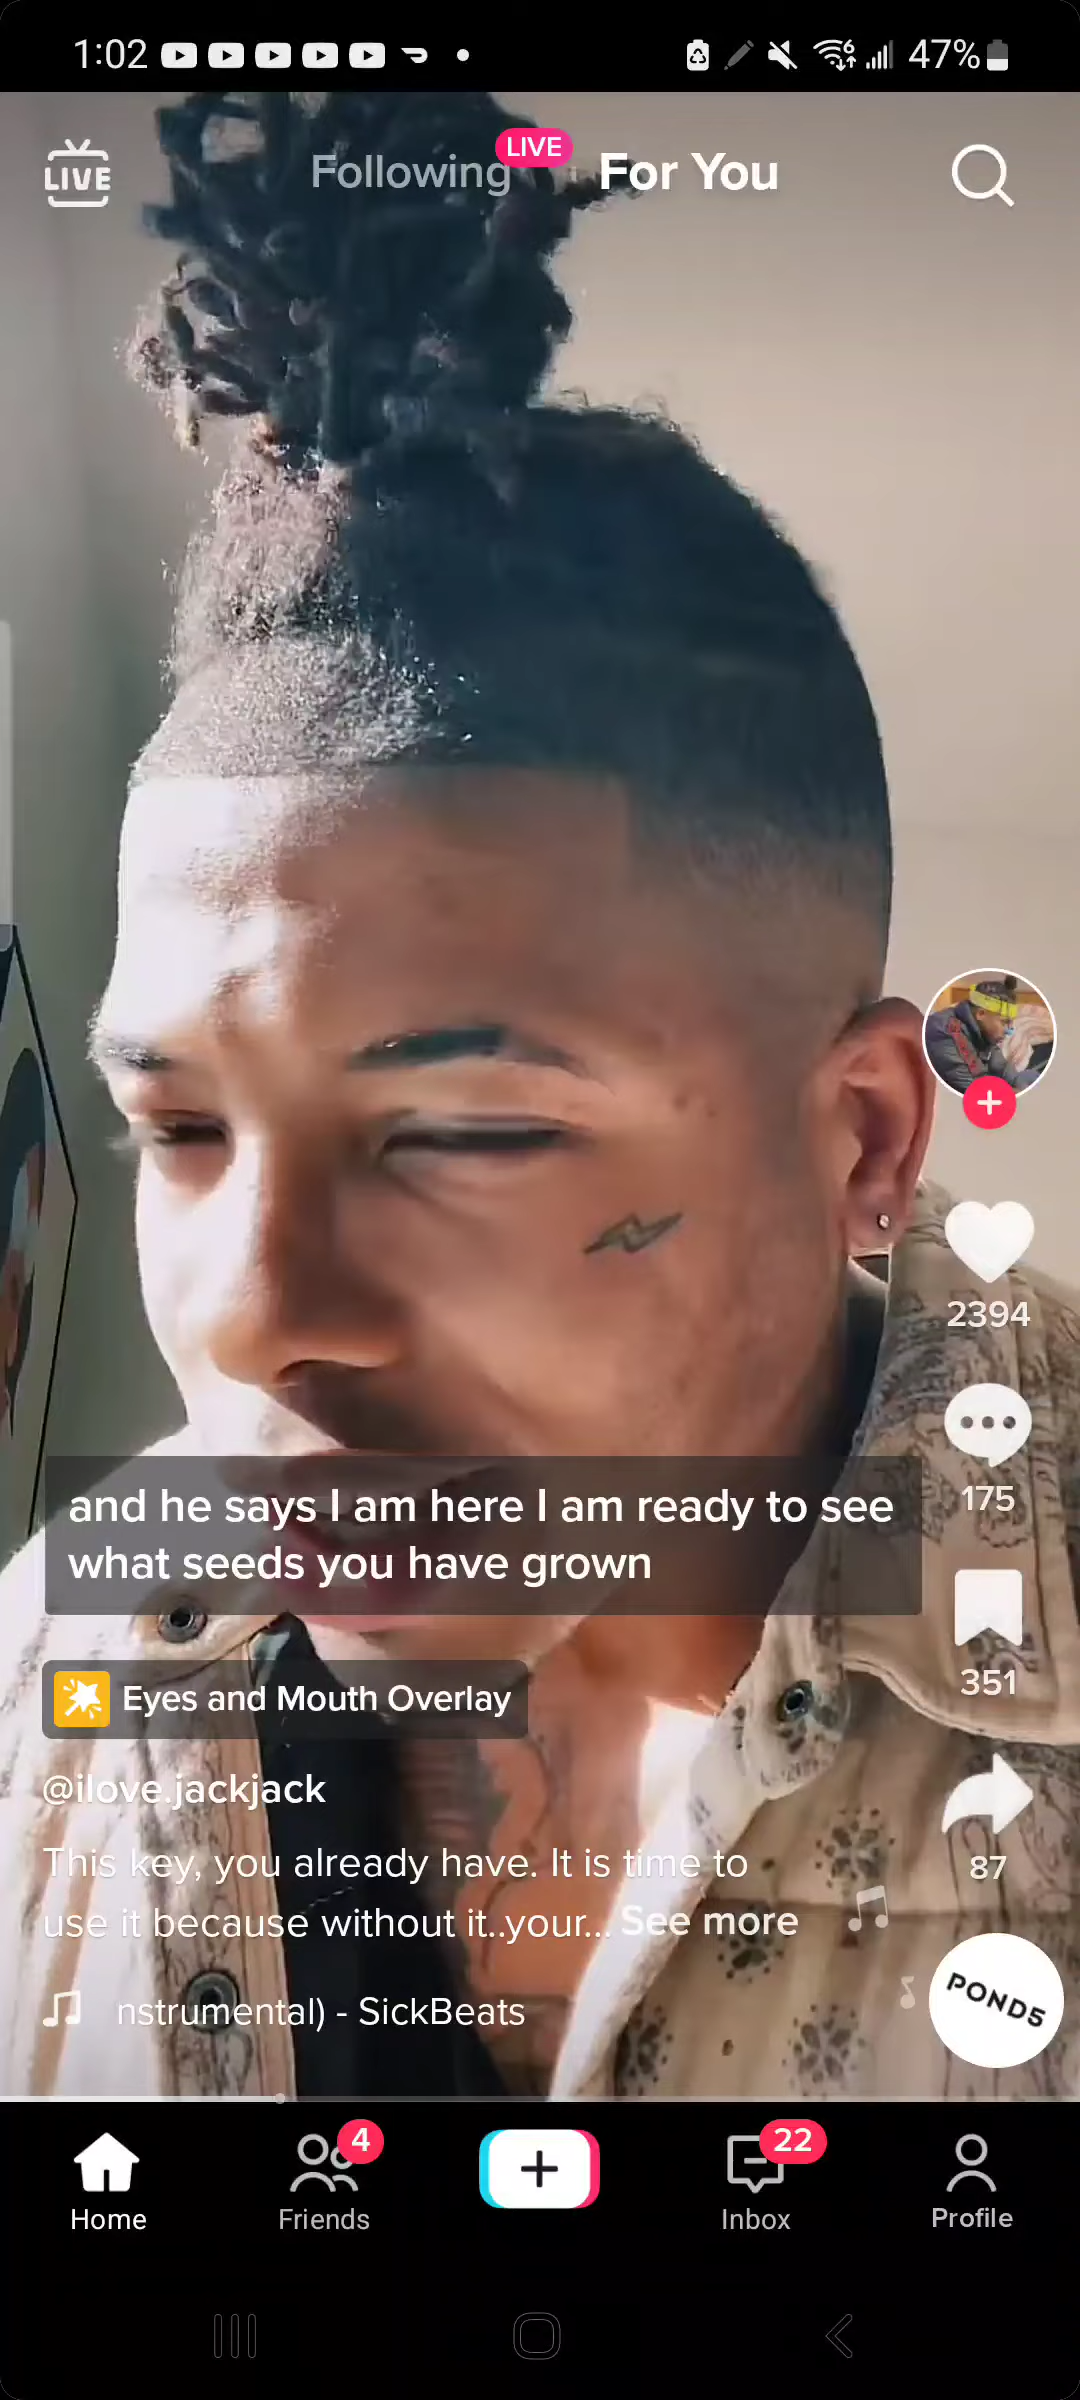 1:02
47%
LIVE
Following
LIVE
For You
2394
and he says I am here I am ready to see
what seeds you have grown
175
351
Eyes and Mouth Overlay
@ilove.jackjack
This key, you already have. It is time to
use it because without it..your... See more
87
nstrumental) - SickBeats
POND5
Home
4
Friends
22
Inbox
Profile